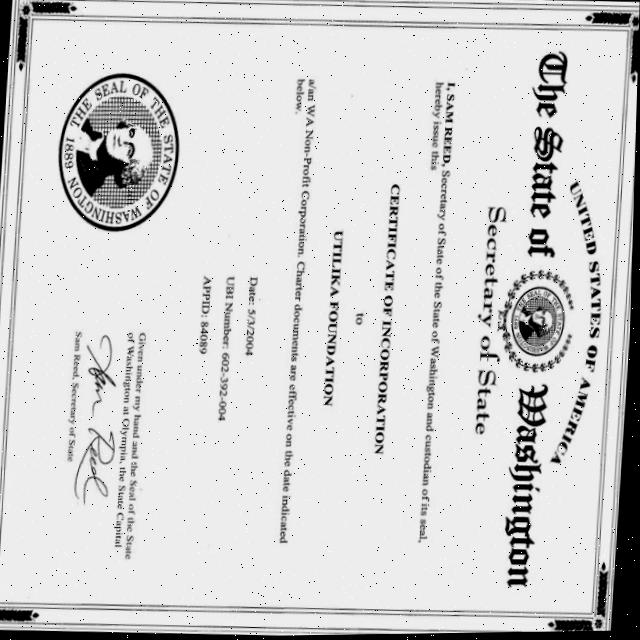 UNITED STATES OF AMERICA
The State of Washington
Secretary of State
I, SAM REED, Secretary of State of the State of Washington and custodian of its seal,
hereby issue this
CERTIFICATE OF INCORPORATION
to
UTILIKA FOUNDATION
a/an WA Non-Profit Corporation. Charter documents are effective on the date indicated
below.
Date: 5/3/2004
UBI Number: 602-392-004
APPID: 84089
Given under my hand and the Seal of the State
of Washington at Olympia, the State Capital
Sam Reed
Sam Reed, Secretary of State
THE SEAL OF THE STATE OF WASHINGTON
1889